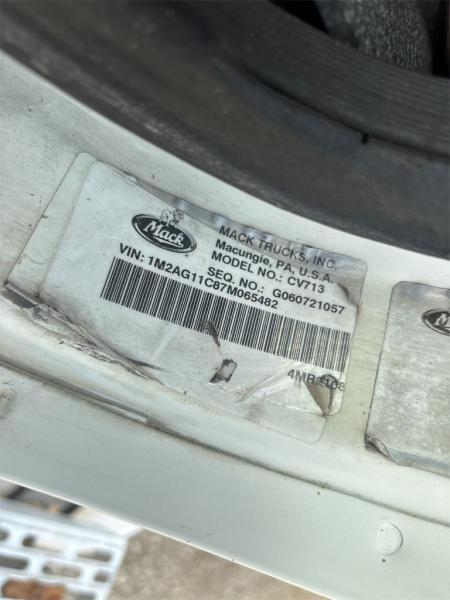 Mack
MACK TRUCKS, INC.
Macungie, PA, U.S.A.
MODEL NO.: CV713
SEQ. NO.: G060721057
VIN: 1M2AG11C87M065482